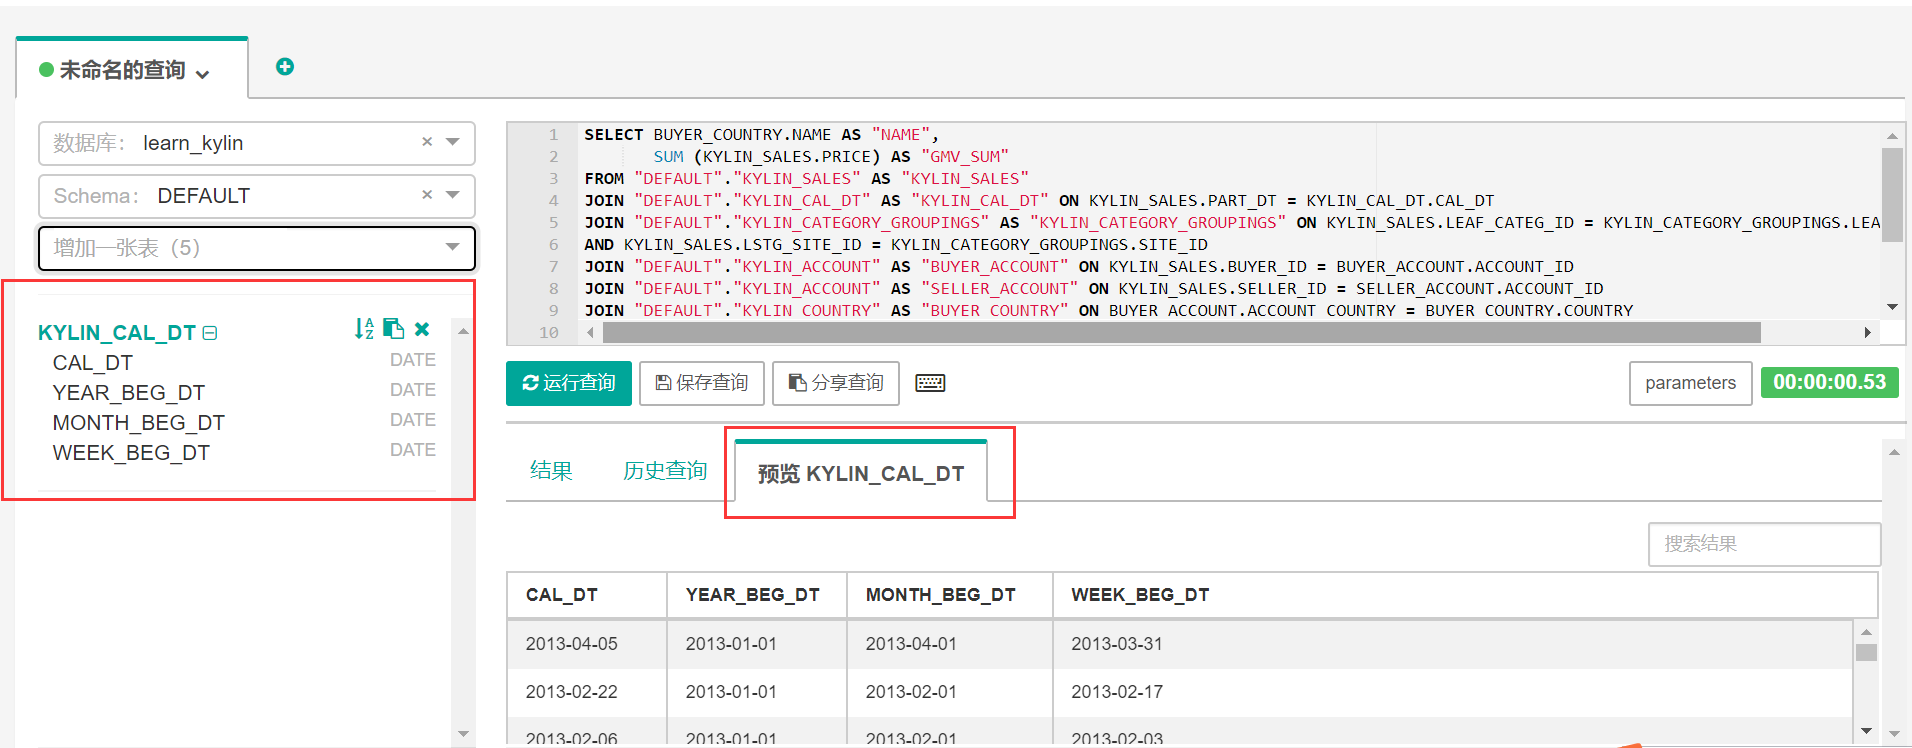 未命名的查询
数据库： learn_kylin ×
Schema： DEFAULT ×
增加一张表（5）
KYLIN_CAL_DT
CAL_DT DATE
YEAR_BEG_DT DATE
MONTH_BEG_DT DATE
WEEK_BEG_DT DATE
1 SELECT BUYER_COUNTRY.NAME AS "NAME",
2 SUM (KYLIN_SALES.PRICE) AS "GMV_SUM"
3 FROM "DEFAULT"."KYLIN_SALES" AS "KYLIN_SALES"
4 JOIN "DEFAULT"."KYLIN_CAL_DT" AS "KYLIN_CAL_DT" ON KYLIN_SALES.PART_DT = KYLIN_CAL_DT.CAL_DT
5 JOIN "DEFAULT"."KYLIN_CATEGORY_GROUPINGS" AS "KYLIN_CATEGORY_GROUPINGS" ON KYLIN_SALES.LEAF_CATEG_ID = KYLIN_CATEGORY_GROUPINGS.LEA
6 AND KYLIN_SALES.LSTG_SITE_ID = KYLIN_CATEGORY_GROUPINGS.SITE_ID
7 JOIN "DEFAULT"."KYLIN_ACCOUNT" AS "BUYER_ACCOUNT" ON KYLIN_SALES.BUYER_ID = BUYER_ACCOUNT.ACCOUNT_ID
8 JOIN "DEFAULT"."KYLIN_ACCOUNT" AS "SELLER_ACCOUNT" ON KYLIN_SALES.SELLER_ID = SELLER_ACCOUNT.ACCOUNT_ID
9 JOIN "DEFAULT"."KYLIN_COUNTRY" AS "BUYER_COUNTRY" ON BUYER_ACCOUNT.ACCOUNT_COUNTRY = BUYER_COUNTRY.COUNTRY
10
运行查询 保存查询 分享查询 parameters 00:00:00.53
结果 历史查询 预览 KYLIN_CAL_DT
搜索结果
CAL_DT YEAR_BEG_DT MONTH_BEG_DT WEEK_BEG_DT
2013-04-05 2013-01-01 2013-04-01 2013-03-31
2013-02-22 2013-01-01 2013-02-01 2013-02-17
2013-02-06 2013-01-01 2013-02-01 2013-02-03